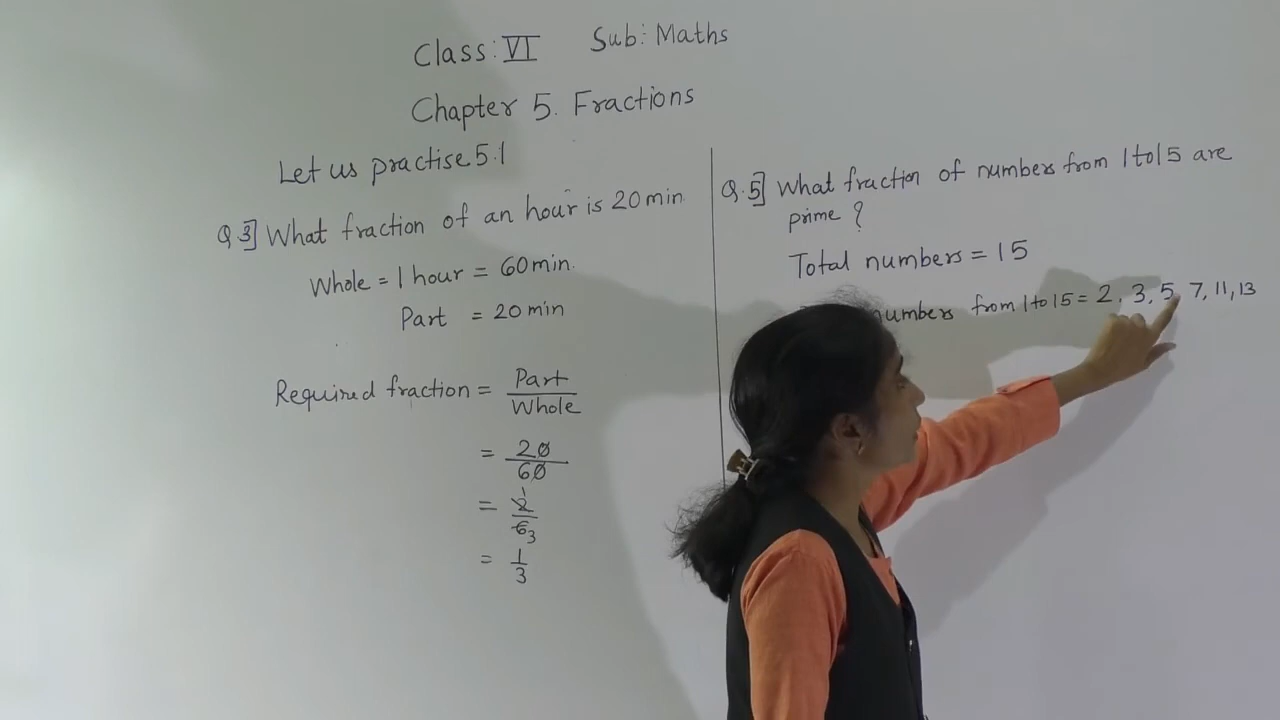 Class: VI Sub: Maths
Chapter 5. Fractions
Let us practise 5.1
Q 3] What fraction of an hour is 20 min
Whole = 1 hour = 60 min.
Part = 20 min
Required fraction = Part / Whole
= 20 / 60
= 2 1 / 6 3
= 1 / 3
Q. 5] What fraction of numbers from 1 to 15 are
prime ?
Total numbers = 15
numbers from 1 to 15 = 2, 3, 5, 7, 11, 13